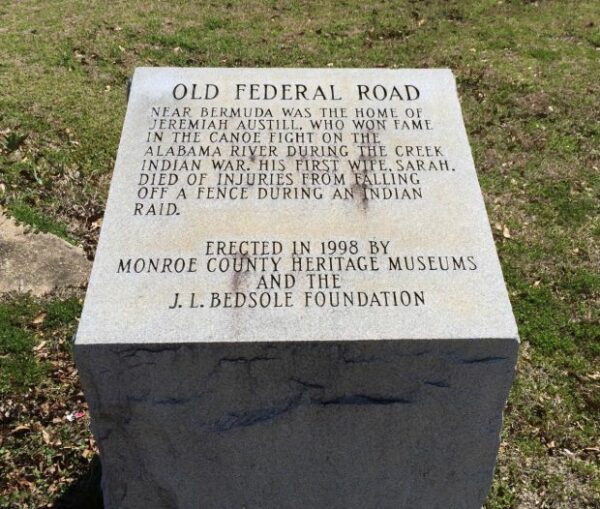 OLD FEDERAL ROAD
NEAR BERMUDA WAS THE HOME OF
JEREMIAH AUSTILL, WHO WON FAME
IN THE CANOE FIGHT ON THE
ALABAMA RIVER DURING THE CREEK
INDIAN WAR. HIS FIRST WIFE, SARAH,
DIED OF INJURIES FROM FALLING
OFF A FENCE DURING AN INDIAN
RAID.
ERECTED IN 1998 BY
MONROE COUNTY HERITAGE MUSEUMS
AND THE
J. L. BEDSOLE FOUNDATION